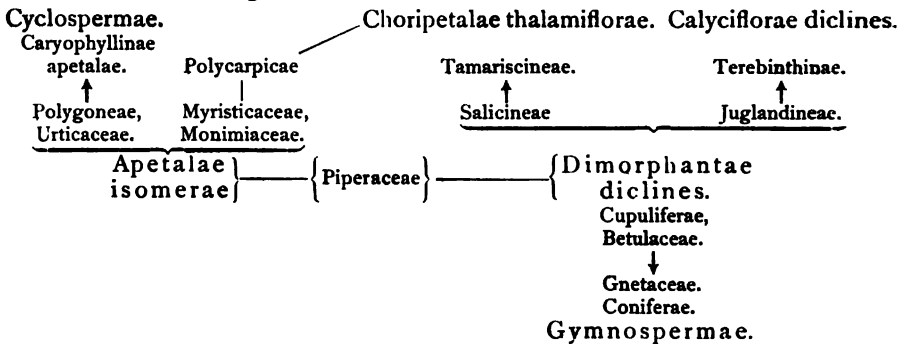 Cyclospermae. Choripetalae thalamiflorae. Calyciflorae diclines.
Caryophyllinae
apetalae. Polycarpicae Tamariscineae. Terebinthinae.
Polygoneae, Myristicaceae, Salicineae Juglandineae.
Urticaceae. Monimiaceae.
Apetalae Dimorphantae
isomerae Piperaceae diclines.
Cupuliferae,
Betulaceae.
Gnetaceae.
Coniferae.
Gymnospermae.